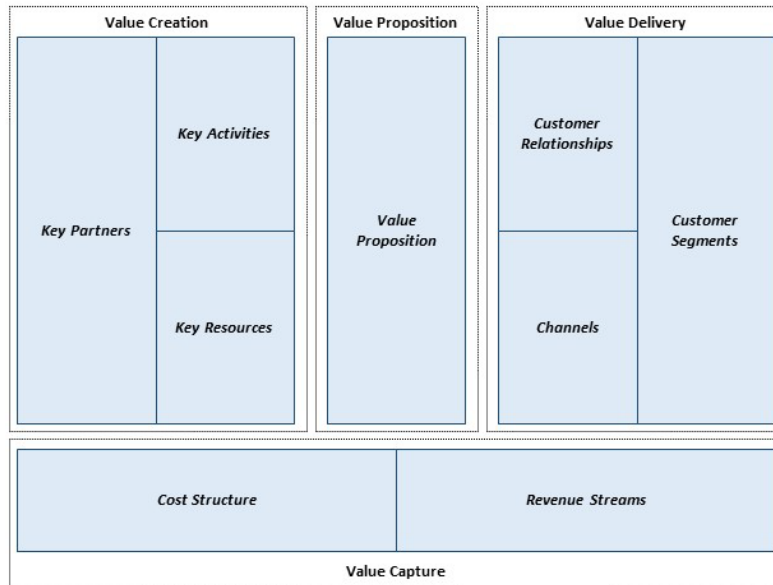 Value Creation
Value Proposition
Value Delivery
Key Partners
Key Activities
Key Resources
Value
Proposition
Customer
Relationships
Channels
Customer
Segments
Cost Structure
Revenue Streams
Value Capture